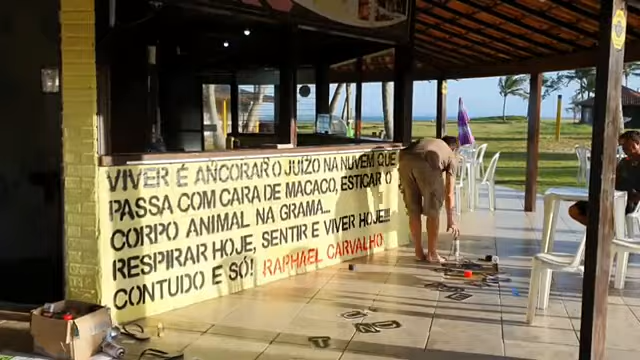 VIVER É ANCORAR O JUÍZO NA NUVEM QUE
PASSA COM CARA DE MACACO, ESTICAR O
CORPO ANIMAL NA GRAMA...
RESPIRAR HOJE, SENTIR E VIVER HOJE!!!
CONTUDO E SÓ! RAPHAEL CARVALHO